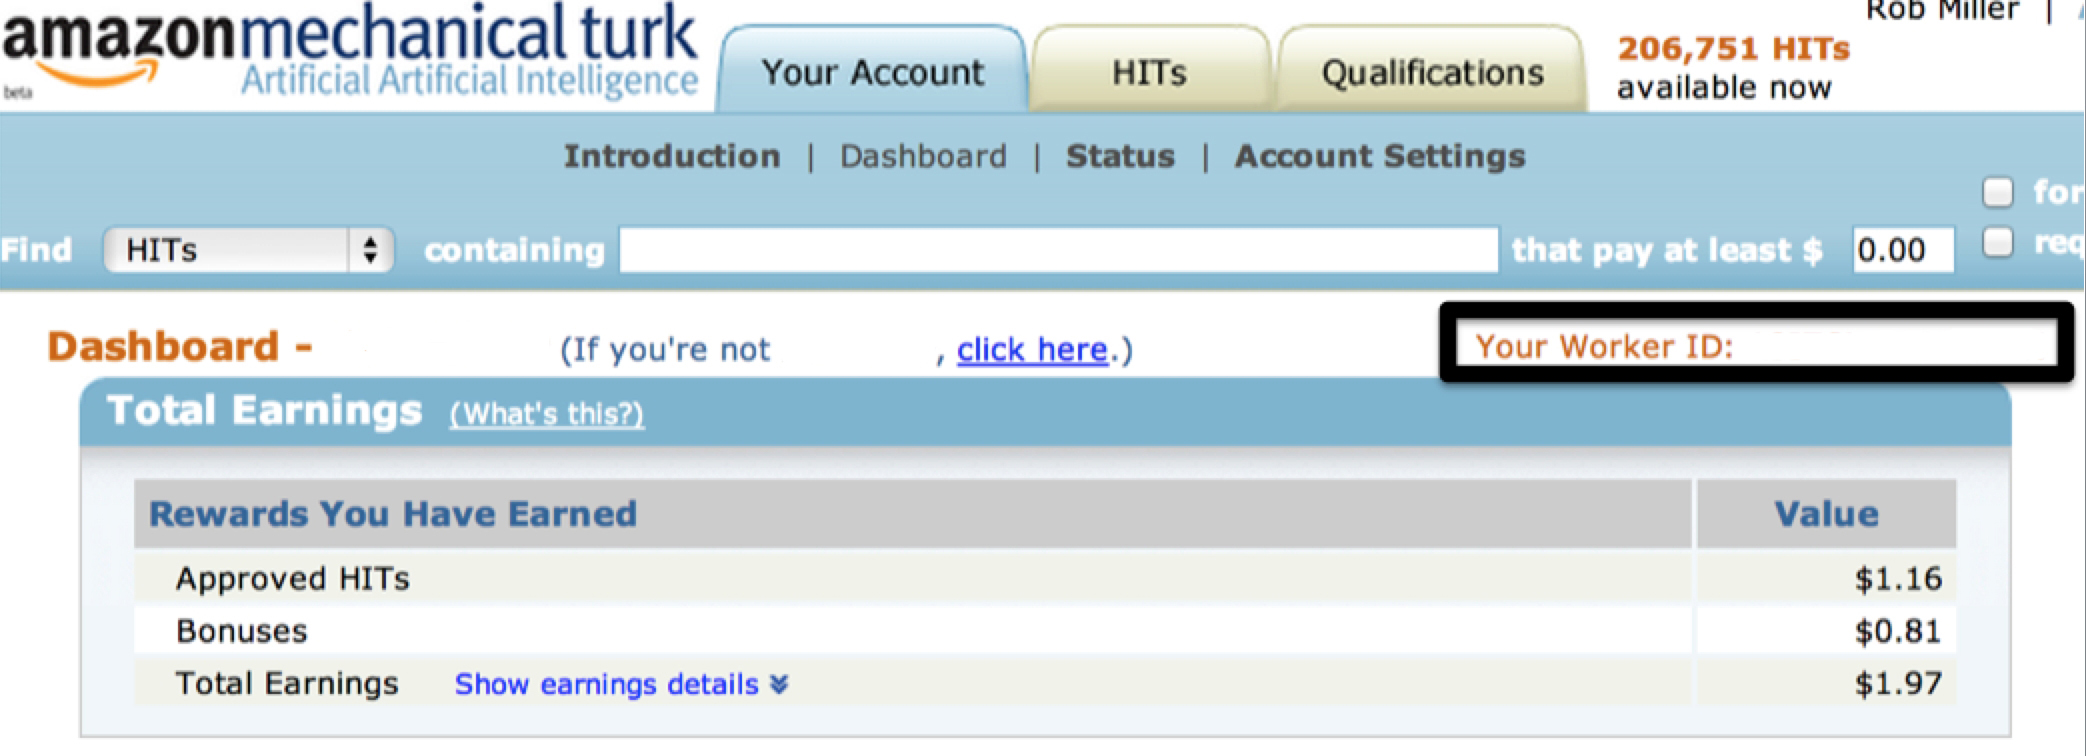 amazonmechanical turk
Artificial Artificial Intelligence
beta
Your Account
HITs
Qualifications
Rob Miller |
206,751 HITs
available now
Introduction | Dashboard | Status | Account Settings
for
Find HITs containing that pay at least $ 0.00
req
Dashboard - (If you're not , click here.)
Your Worker ID:
Total Earnings (What's this?)
Rewards You Have Earned Value
Approved HITs $1.16
Bonuses $0.81
Total Earnings Show earnings details $1.97